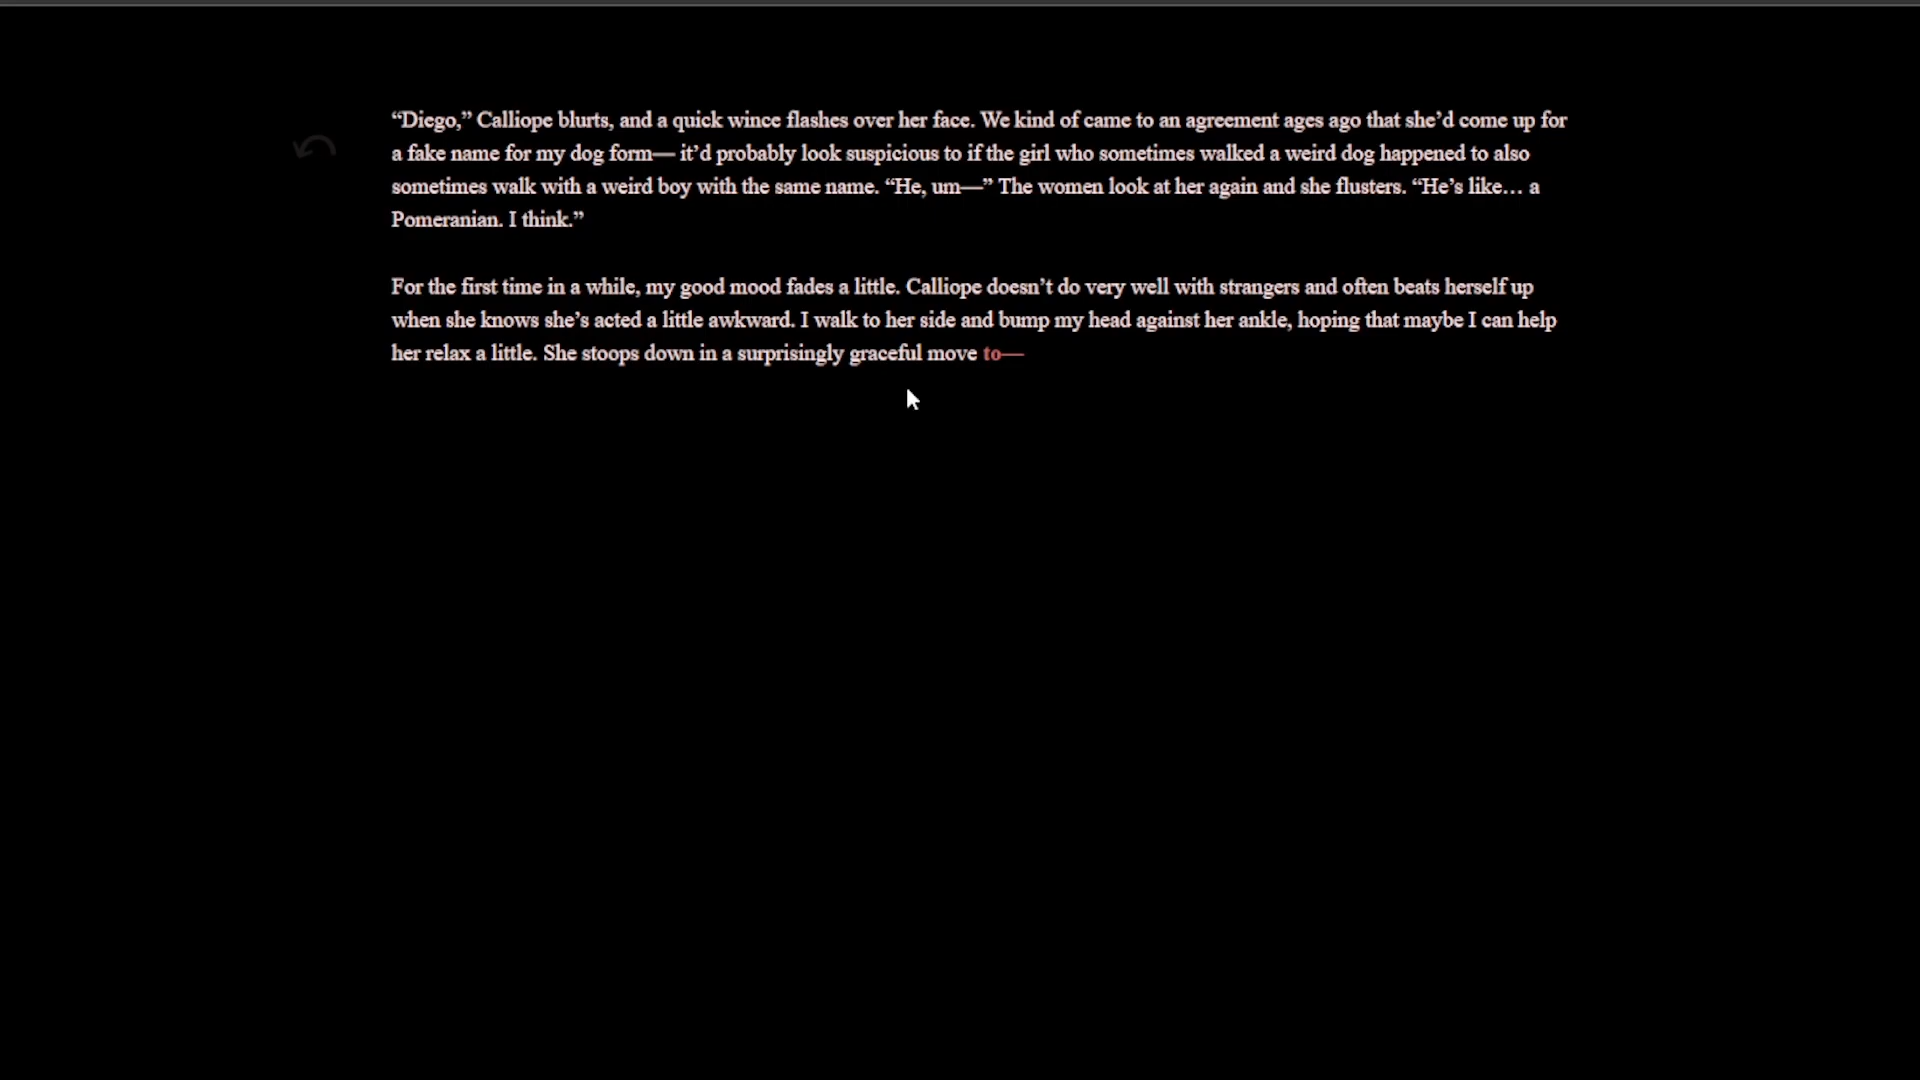 “Diego,” Calliope blurts, and a quick wince flashes over her face. We kind of came to an agreement ages ago that she’d come up for
a fake name for my dog form— it’d probably look suspicious to if the girl who sometimes walked a weird dog happened to also
sometimes walk with a weird boy with the same name. “He, um—” The women look at her again and she flusters. “He’s like… a
Pomeranian. I think.”
For the first time in a while, my good mood fades a little. Calliope doesn’t do very well with strangers and often beats herself up
when she knows she’s acted a little awkward. I walk to her side and bump my head against her ankle, hoping that maybe I can help
her relax a little. She stoops down in a surprisingly graceful move to—